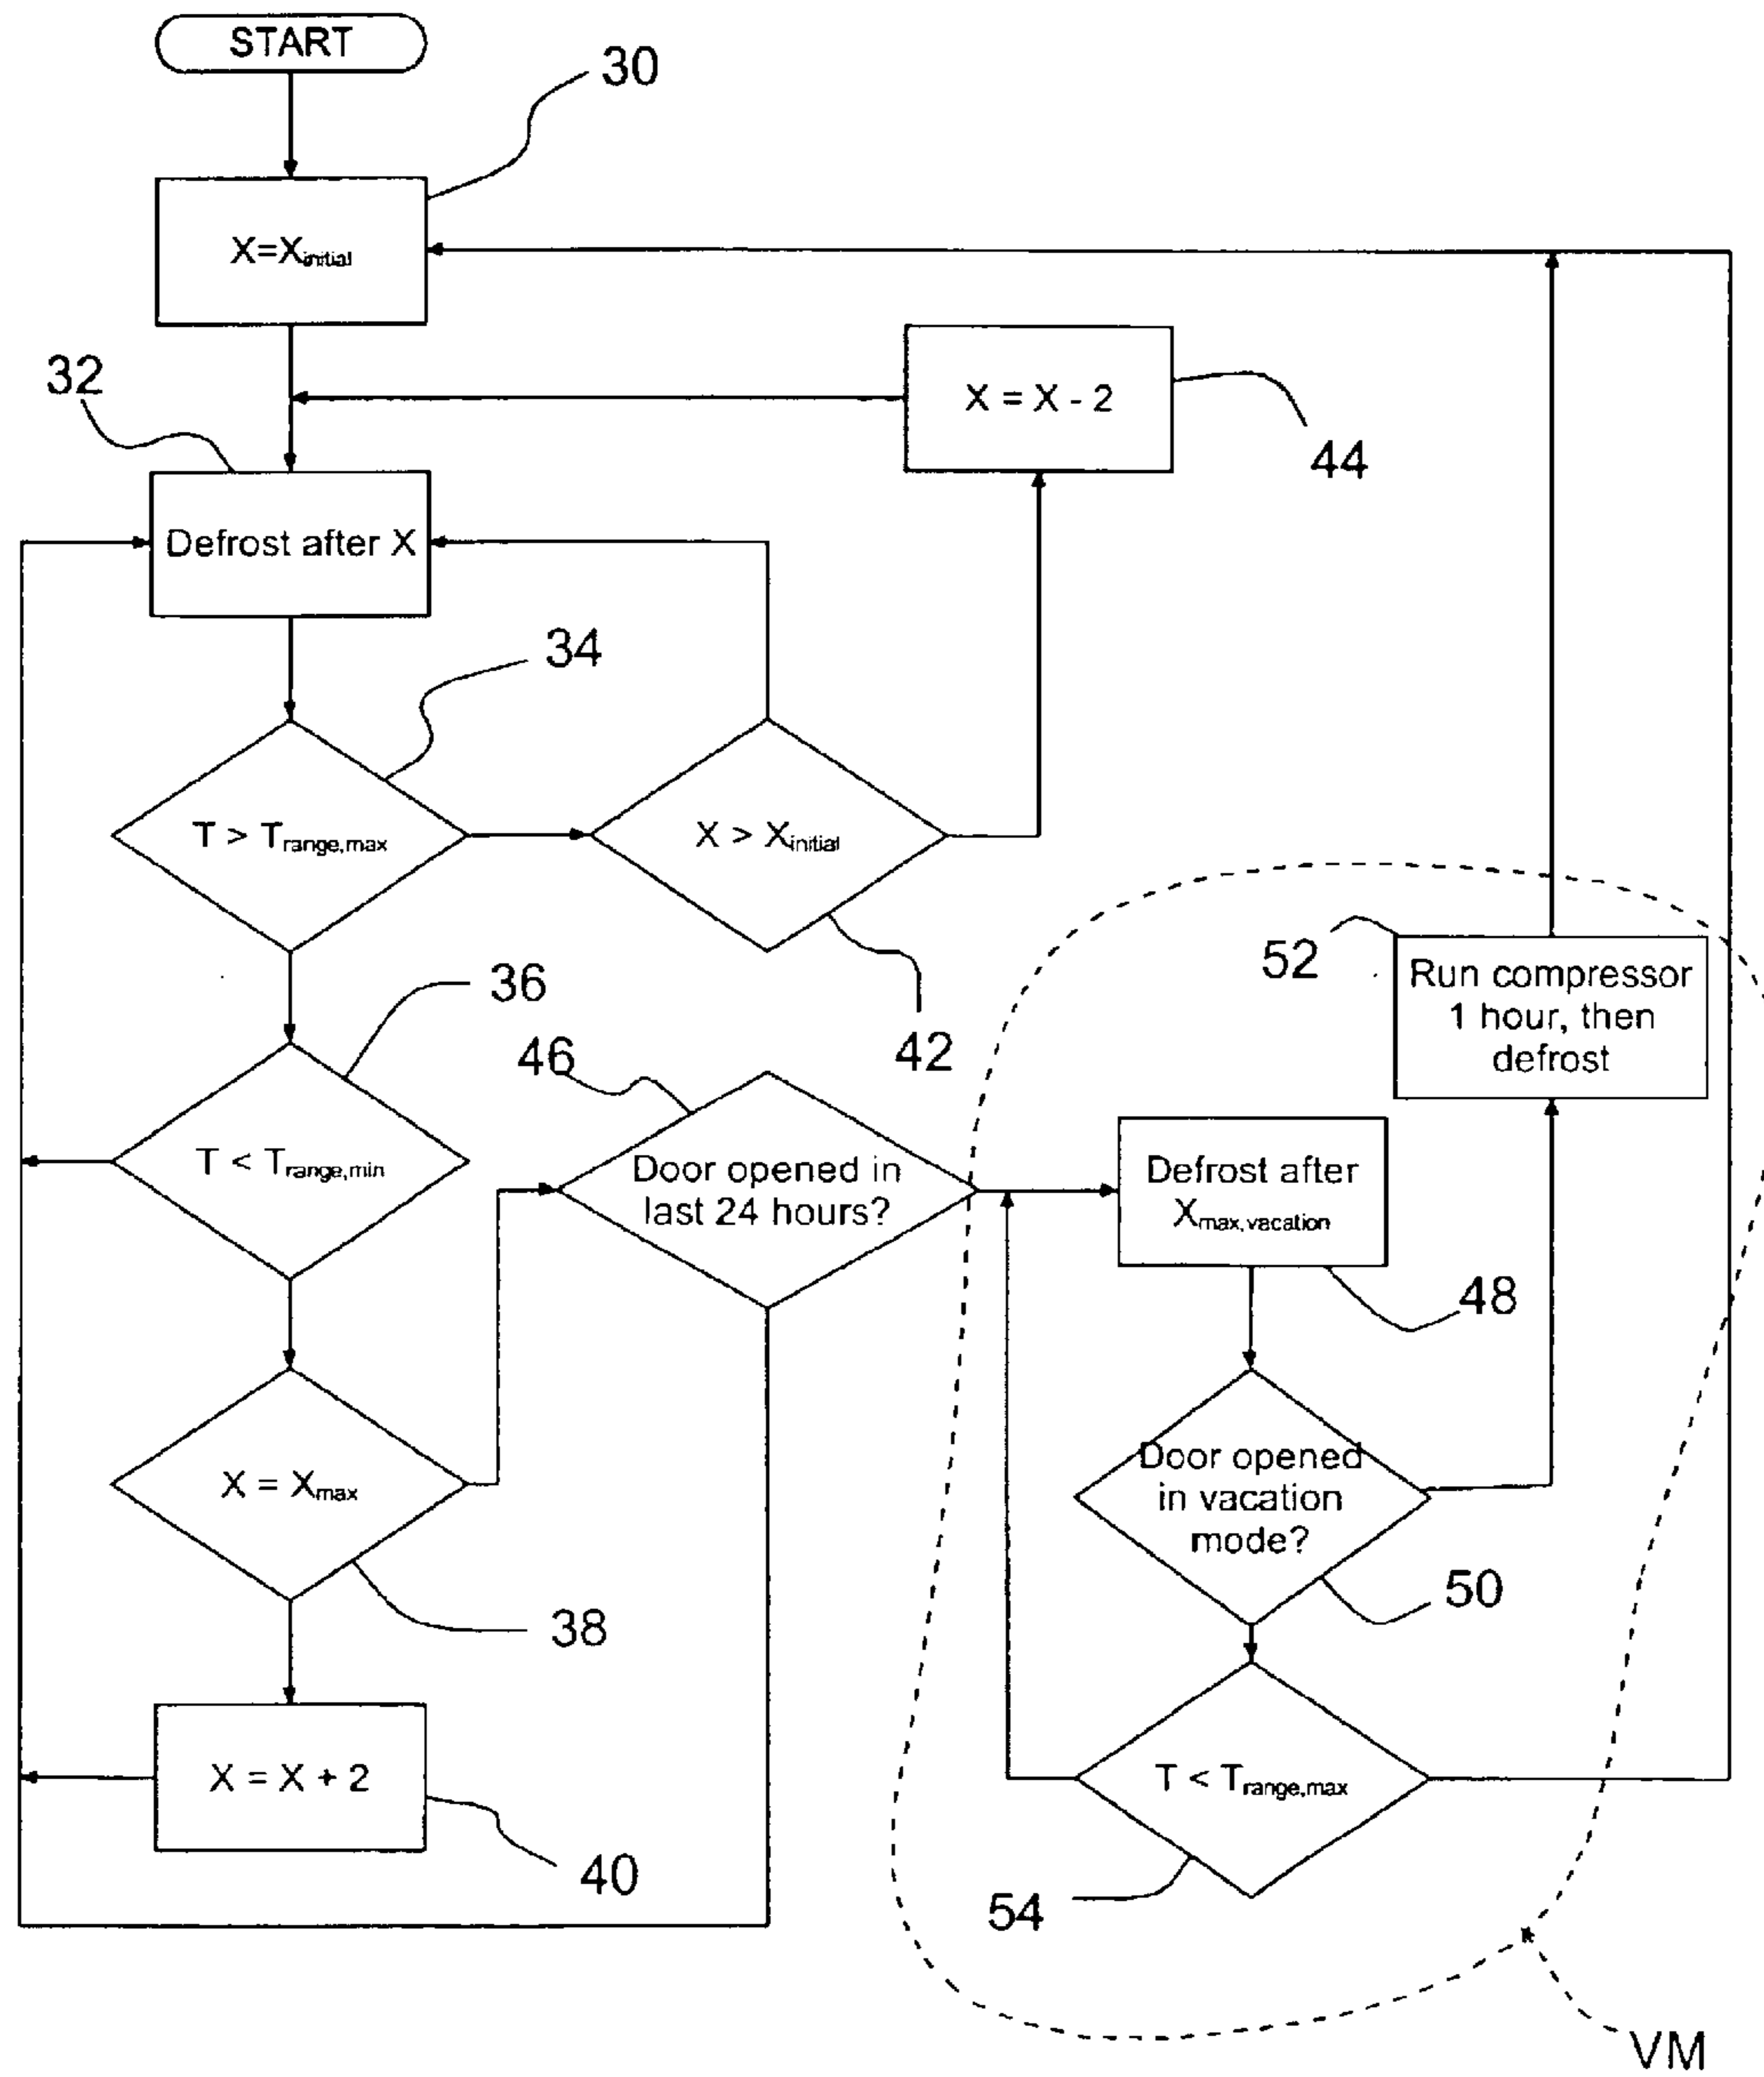 START
30
X=Xinitial
32
X = X - 2
44
Defrost after X
34
T > Trange,max
X > Xinitial
42
36
46
52
Run compressor
1 hour, then
defrost
T < Trange,min
Door opened in
last 24 hours?
Defrost after
Xmax,vacation
48
X = Xmax
38
Door opened
in vacation
mode?
50
X = X + 2
40
T < Trange,max
54
VM